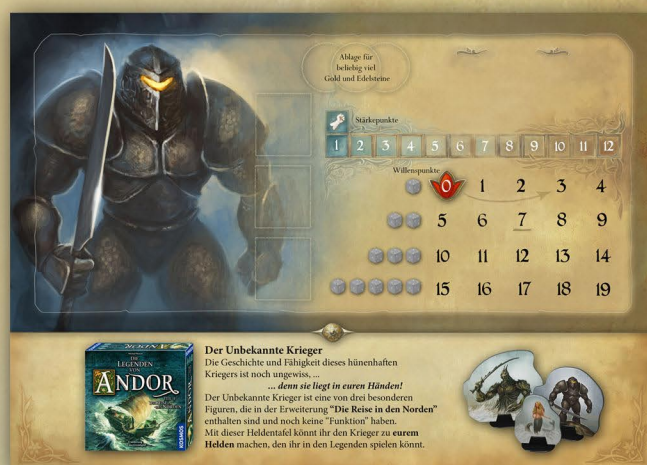 Ablage für
beliebig viel
Gold und Edelsteine
Stärkepunkte
1 2 3 4 5 6 7 8 9 10 11 12
Willenspunkte
0 1 2 3 4
5 6 7 8 9
10 11 12 13 14
15 16 17 18 19
DIE
LEGENDEN
VON
ANDOR
KOSMOS
Der Unbekannte Krieger
Die Geschichte und Fähigkeit dieses hünenhaften
Kriegers ist noch ungewiss, ...
... denn sie liegt in euren Händen!
Der Unbekannte Krieger ist eine von drei besonderen
Figuren, die in der Erweiterung "Die Reise in den Norden"
enthalten sind und noch keine "Funktion" haben.
Mit dieser Heldentafel könnt ihr den Krieger zu eurem
Helden machen, den ihr in den Legenden spielen könnt.